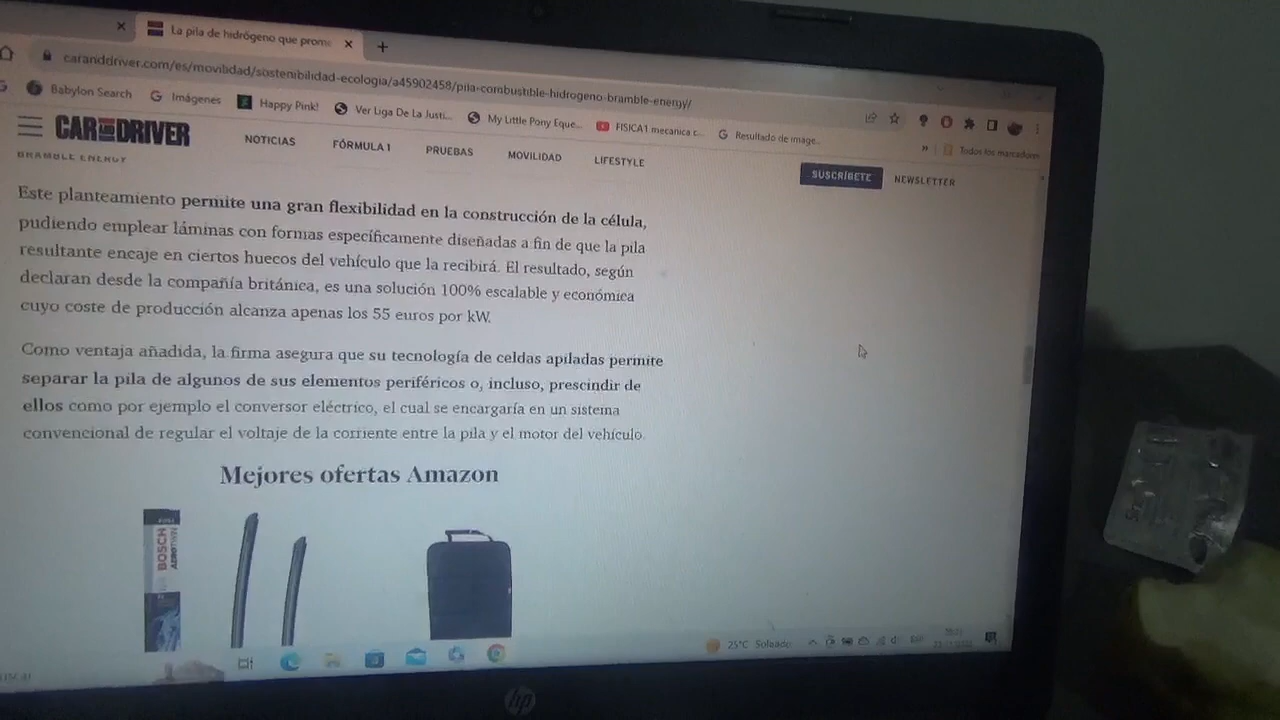 La pila de hidrógeno que prom
caranddriver.com/es/movilidad/sostenibilidad-ecologia/a45902458/pila-combustible-hidrogeno-bramble-energy/
Babylon Search
Imágenes
Happy Pink!
Ver Liga De La Justi...
My Little Pony Eque...
FISICA1 mecanica c...
Resultado de image...
» Todos los marcadores
CAR AND DRIVER
NOTICIAS
FÓRMULA 1
PRUEBAS
MOVILIDAD
LIFESTYLE
SUSCRÍBETE
NEWSLETTER
BRAMBLE ENERGY
Este planteamiento permite una gran flexibilidad en la construcción de la célula,
pudiendo emplear láminas con formas específicamente diseñadas a fin de que la pila
resultante encaje en ciertos huecos del vehículo que la recibirá. El resultado, según
declaran desde la compañía británica, es una solución 100% escalable y económica
cuyo coste de producción alcanza apenas los 55 euros por kW.
Como ventaja añadida, la firma asegura que su tecnología de celdas apiladas permite
separar la pila de algunos de sus elementos periféricos o, incluso, prescindir de
ellos como por ejemplo el conversor eléctrico, el cual se encargaría en un sistema
convencional de regular el voltaje de la corriente entre la pila y el motor del vehículo.
Mejores ofertas Amazon
BOSCH
AEROTWIN
25°C Soleado
ESP
hp